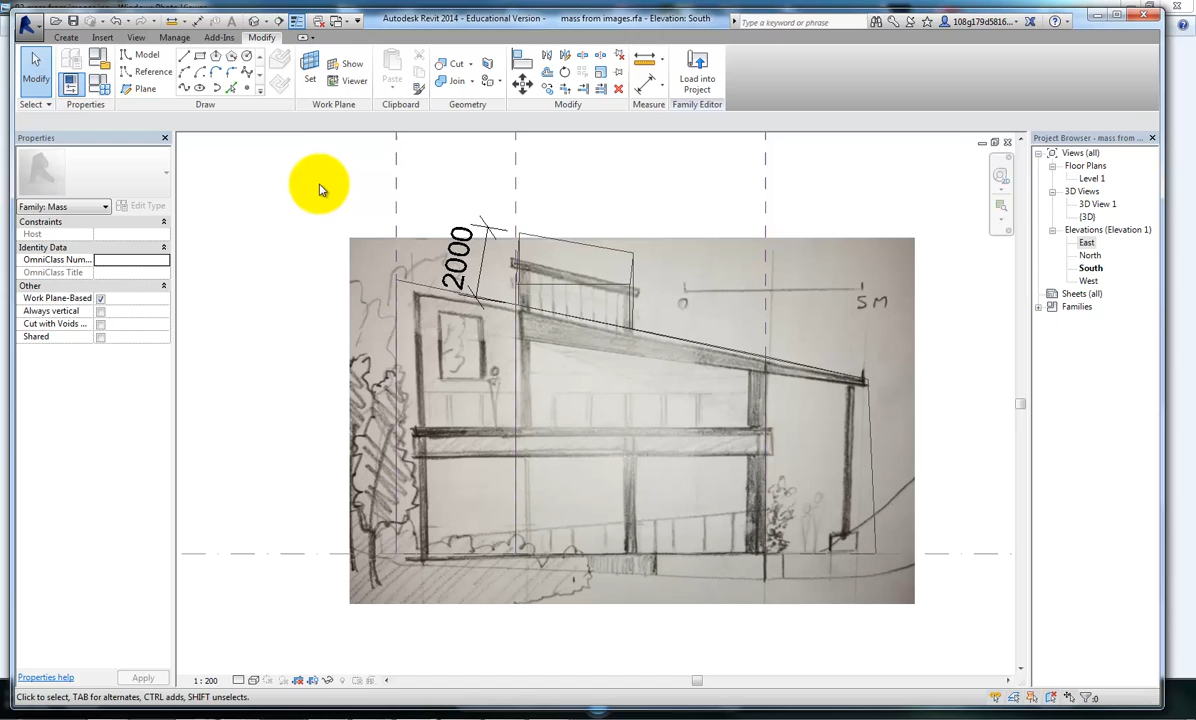 Autodesk Revit 2014 - Educational Version - mass from images.rfa - Elevation: South
Type a keyword or phrase
108g179d5816...
Create Insert View Manage Add-Ins Modify
Modify
Select
Properties
Model
Reference
Plane
Draw
Set
Show
Viewer
Work Plane
Paste
Clipboard
Cut
Join
Geometry
Modify
Measure
Load into
Project
Family Editor
Properties
Family: Mass
Edit Type
Constraints
Host
Identity Data
OmniClass Num...
OmniClass Title
Other
Work Plane-Based
Always vertical
Cut with Voids ...
Shared
Properties help
Apply
2000
0
5M
Project Browser - mass from ...
Views (all)
Floor Plans
Level 1
3D Views
3D View 1
{3D}
Elevations (Elevation 1)
East
North
South
West
Sheets (all)
Families
1 : 200
Click to select, TAB for alternates, CTRL adds, SHIFT unselects.
:0